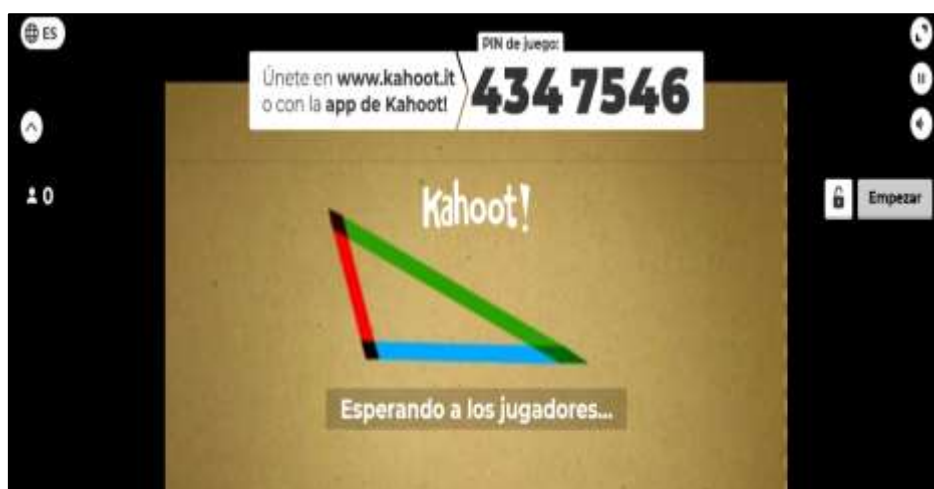 ES
PIN de juego:
Únete en www.kahoot.it
o con la app de Kahoot!
434 7546
0
Empezar
Kahoot!
Esperando a los jugadores...